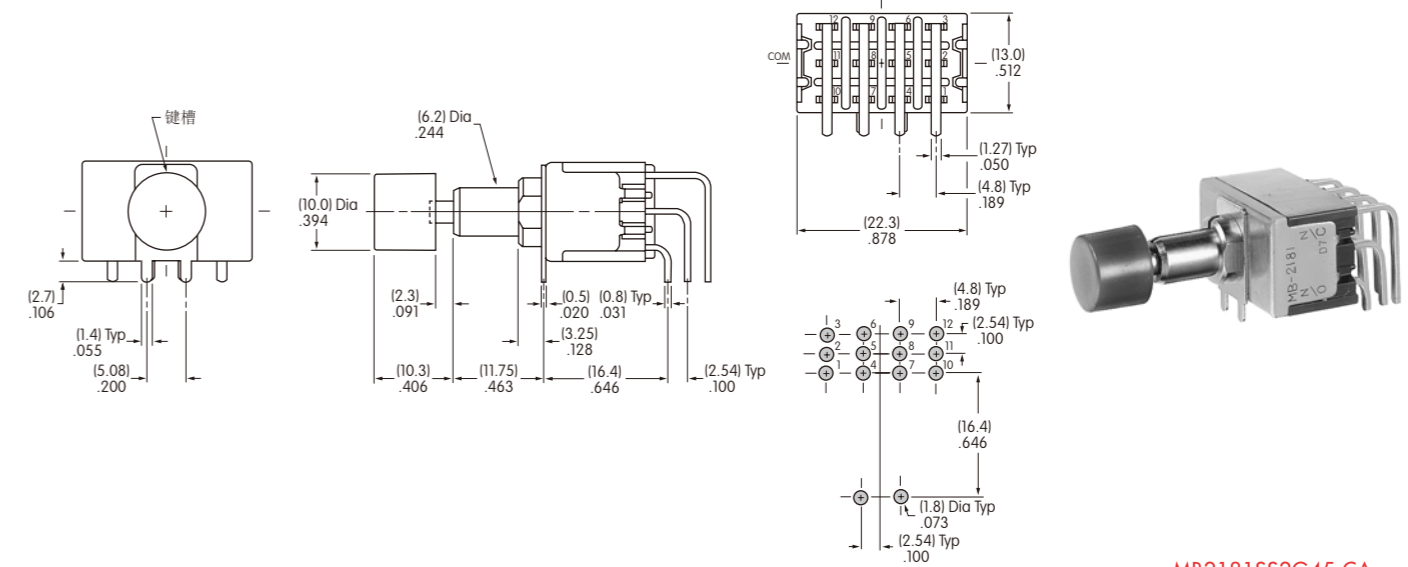 键槽
(2.7)
.106
(1.4) Typ
.055
(5.08)
.200
(6.2) Dia
.244
(10.0) Dia
.394
(2.3)
.091
(0.5)
.020
(0.8) Typ
.031
(3.25)
.128
(10.3)
.406
(11.75)
.463
(16.4)
.646
(2.54) Typ
.100
12 9 6 3
COM
11 8 5 2
10 7 4 1
(13.0)
.512
(1.27) Typ
.050
(4.8) Typ
.189
(22.3)
.878
(4.8) Typ
.189
3 6 9 12
(2.54) Typ
.100
2 5 8 11
1 4 7 10
(16.4)
.646
(1.8) Dia Typ
.073
(2.54) Typ
.100
MB-2181
N/O
N/C
D7